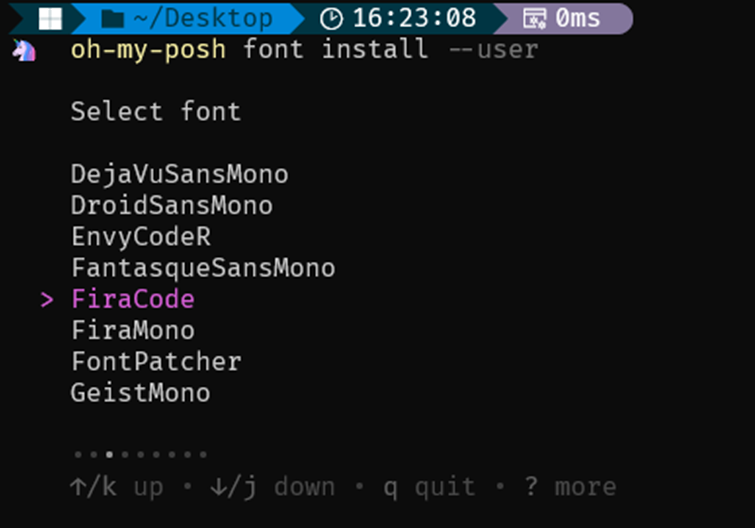 ~/Desktop 16:23:08 0ms
oh-my-posh font install --user
Select font
DejaVuSansMono
DroidSansMono
EnvyCodeR
FantasqueSansMono
> FiraCode
FiraMono
FontPatcher
GeistMono
↑/k up • ↓/j down • q quit • ? more